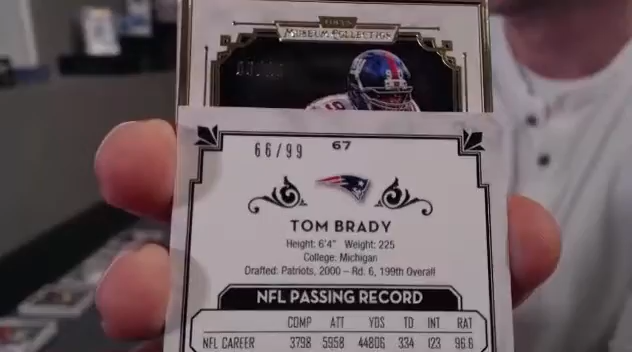 TOPPS
MUSEUM COLLECTION
66/99
67
TOM BRADY
Height: 6'4" Weight: 225
College: Michigan
Drafted: Patriots, 2000 – Rd. 6, 199th Overall
NFL PASSING RECORD
COMP ATT YDS TD INT RAT
NFL CAREER 3798 5958 44806 334 123 96.6